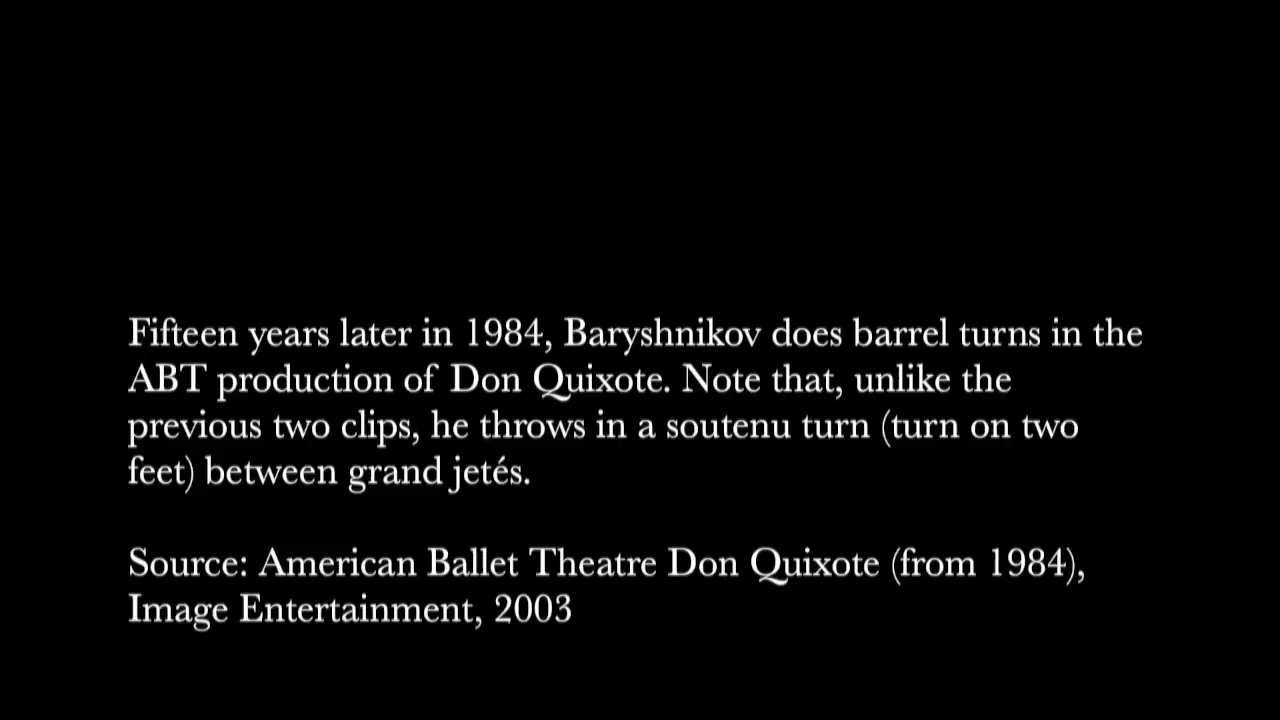 Fifteen years later in 1984, Baryshnikov does barrel turns in the
ABT production of Don Quixote. Note that, unlike the
previous two clips, he throws in a soutenu turn (turn on two
feet) between grand jetés.
Source: American Ballet Theatre Don Quixote (from 1984),
Image Entertainment, 2003